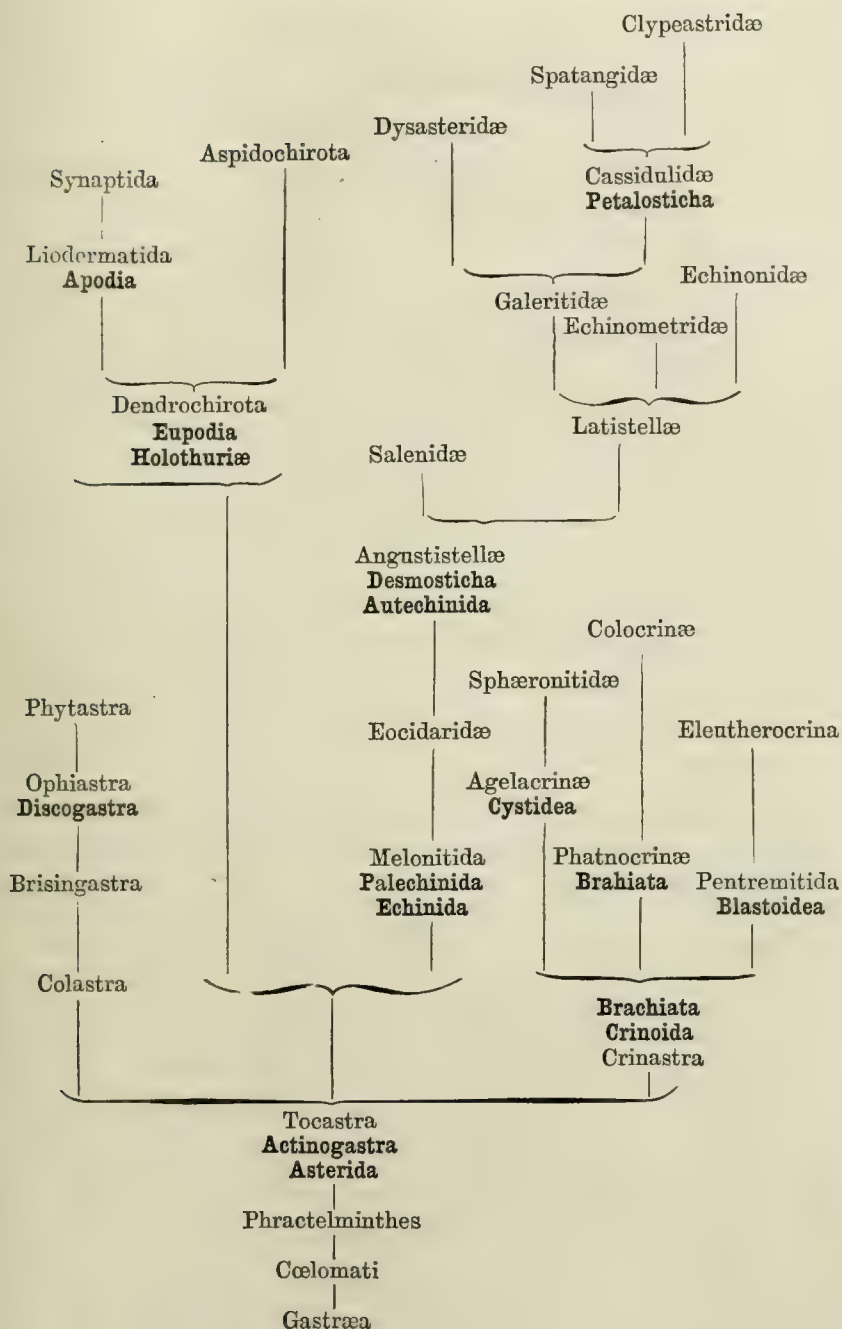 Clypeastridæ
Spatangidæ
Dysasteridæ
Aspidochirota
Synaptida
Cassidulidæ
Petalosticha
Liodermatida
Apodia
Echinonidæ
Galeritidæ
Echinometridæ
Dendrochirota
Eupodia
Holothuriæ
Latistellæ
Salenidæ
Angustistellæ
Desmosticha
Autechinida
Colocrinæ
Sphæronitidæ
Phytastra
Eocidaridæ
Eleutherocrina
Ophiastra
Discogastra
Agelacrinæ
Cystidea
Melonitida
Palechinida
Echinida
Phatnocrinæ
Brahiata
Brisingastra
Pentremitida
Blastoidea
Colastra
Brachiata
Crinoida
Crinastra
Tocastra
Actinogastra
Asterida
Phractelminthes
Cœlomati
Gastræa